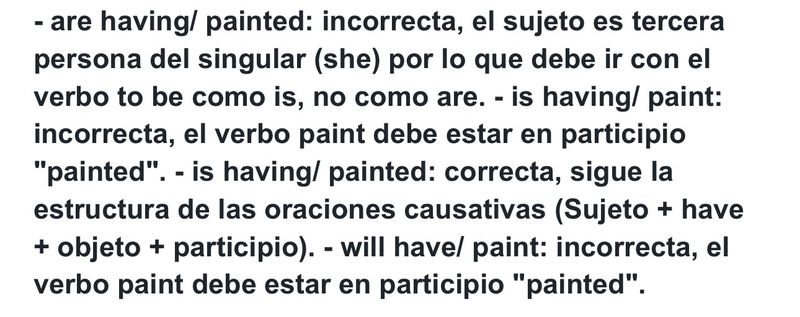 - are having/ painted: incorrecta, el sujeto es tercera
persona del singular (she) por lo que debe ir con el
verbo to be como is, no como are. - is having/ paint:
incorrecta, el verbo paint debe estar en participio
"painted". - is having/ painted: correcta, sigue la
estructura de las oraciones causativas (Sujeto + have
+ objeto + participio). - will have/ paint: incorrecta, el
verbo paint debe estar en participio "painted".